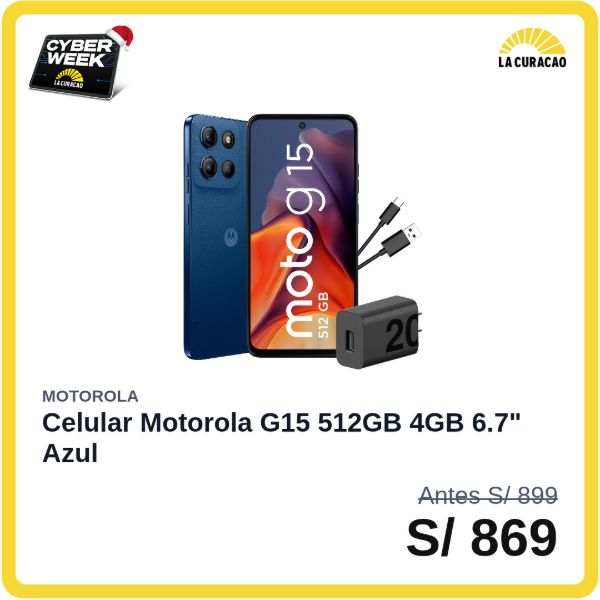 CYBER
WEEK
LA CURACAO
LA CURACAO
moto g 15
512 GB
20
MOTOROLA
Celular Motorola G15 512GB 4GB 6.7"
Azul
Antes S/ 899
S/ 869